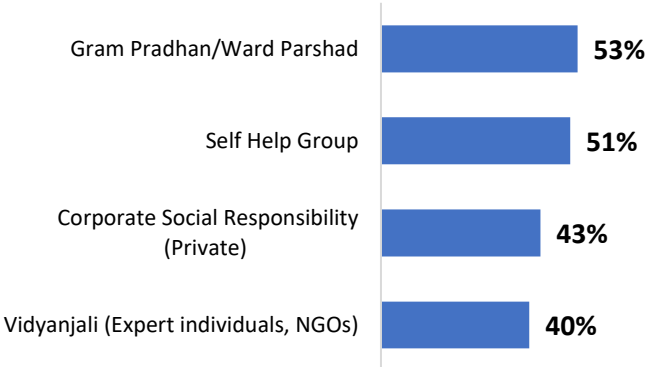 Gram Pradhan/Ward Parshad
53%
Self Help Group
51%
Corporate Social Responsibility
(Private)
43%
Vidyanjali (Expert individuals, NGOs)
40%